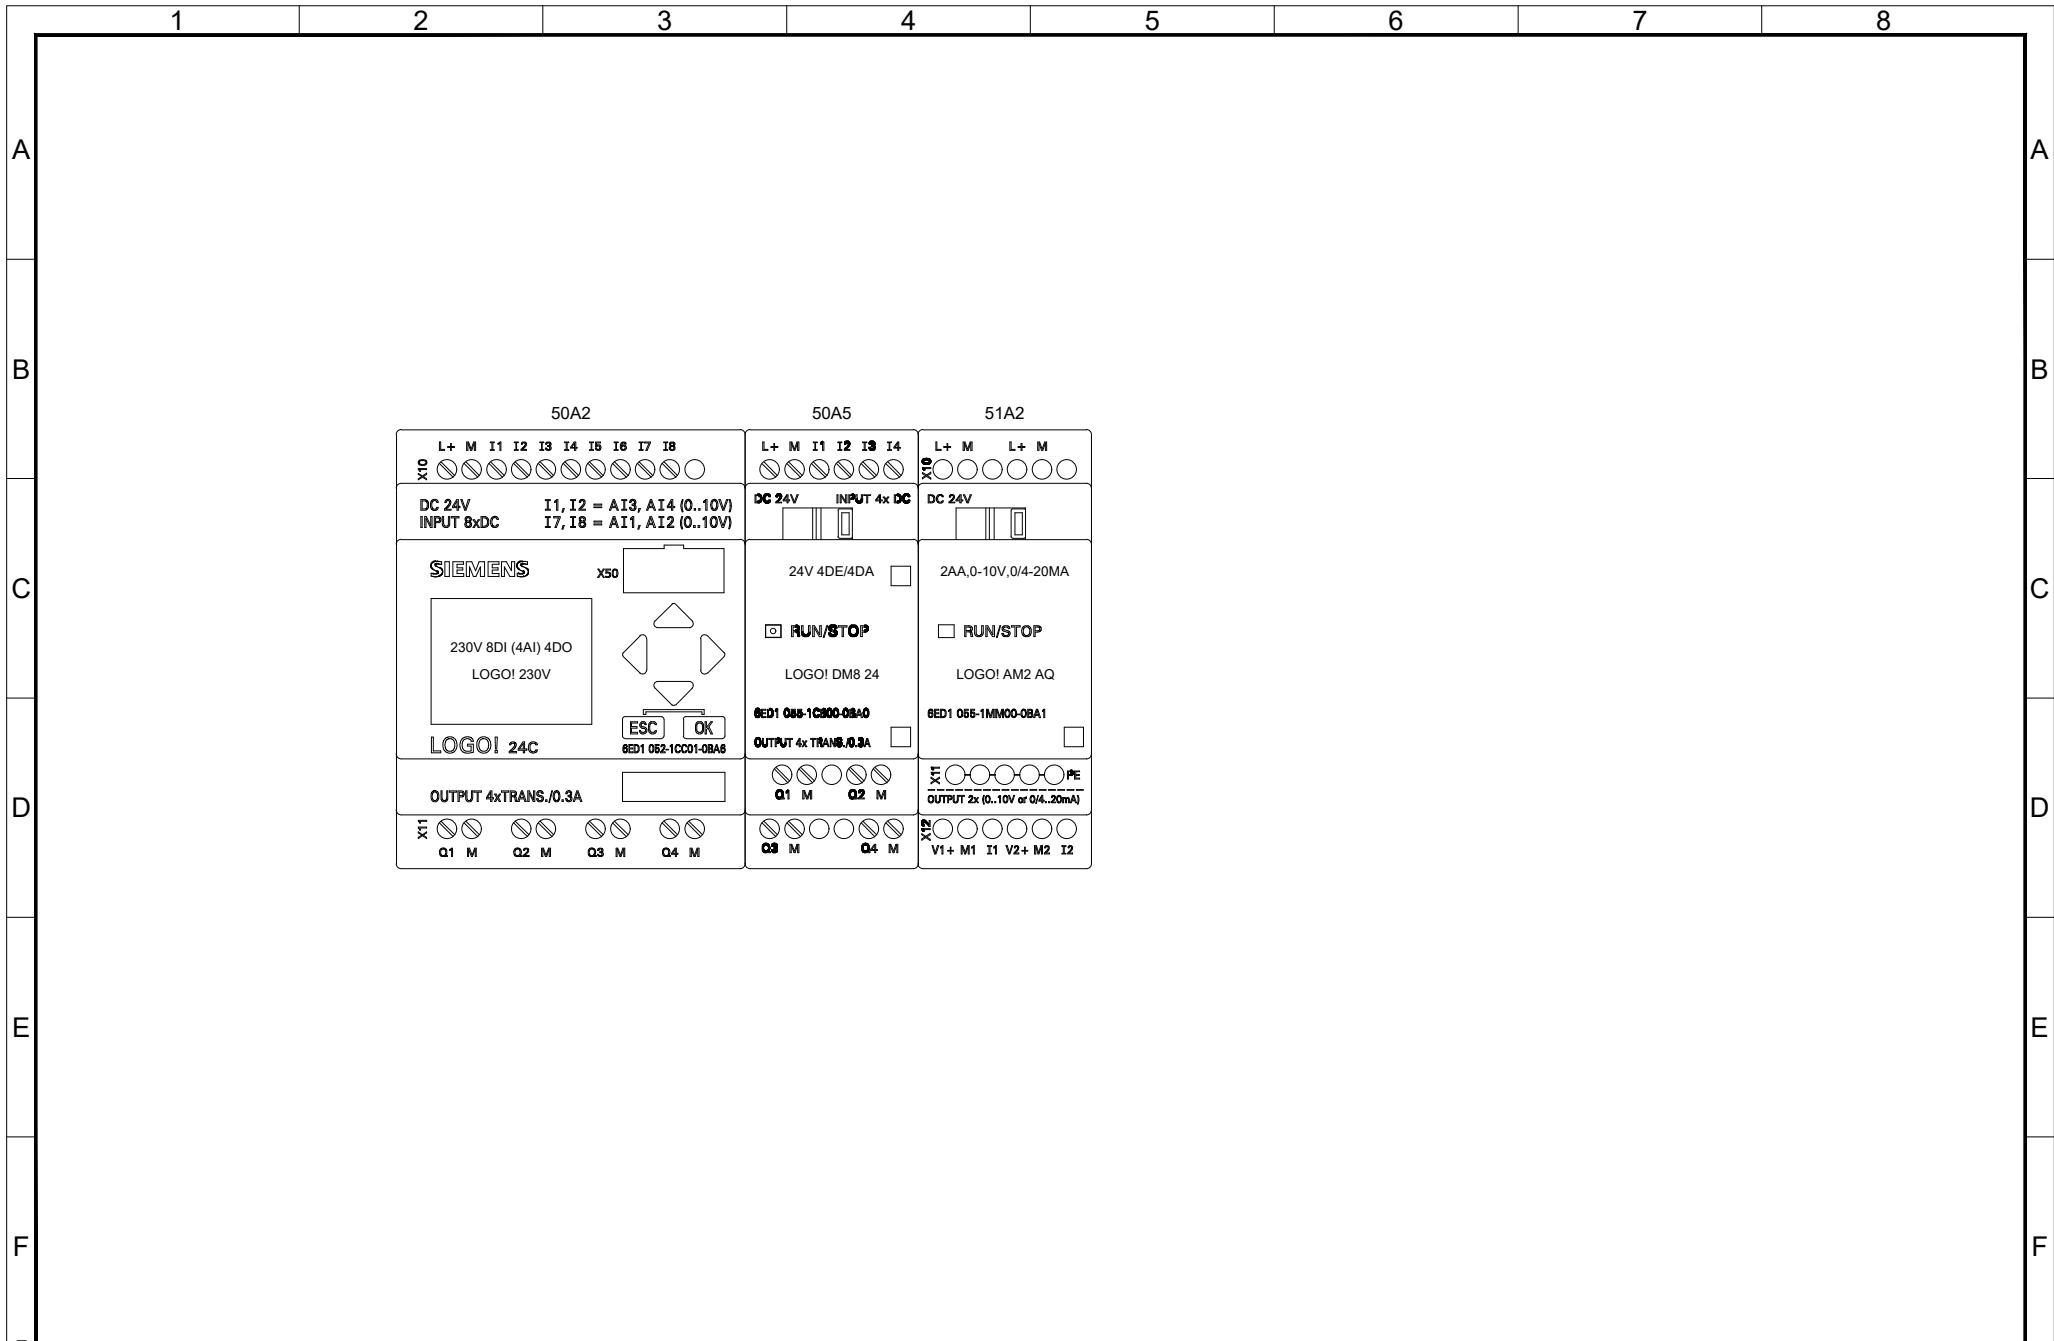 1 2 3 4 5 6 7 8
A A
B B
50A2 50A5 51A2
L+ M I1 I2 I3 I4 I5 I6 I7 I8 L+ M I1 I2 I3 I4 L+ M L+ M
X10 X10
DC 24V I1, I2 = AI3, AI4 (0..10V) DC 24V INPUT 4x DC DC 24V
INPUT 8xDC I7, I8 = AI1, AI2 (0..10V)
SIEMENS X50 24V 4DE/4DA 2AA,0-10V,0/4-20MA
C C
RUN/STOP RUN/STOP
230V 8DI (4AI) 4DO
LOGO! 230V LOGO! DM8 24 LOGO! AM2 AQ
6ED1 055-1MM00-0BA1
ESC OK
LOGO! 24C 6ED1 052-1CC01-0BA6 OUTPUT 4x TRANS./0.3A
X11 PE
OUTPUT 4xTRANS./0.3A Q1 M Q2 M OUTPUT 2x (0..10V or 0/4..20mA)
D D
X11 X12
Q1 M Q2 M Q3 M Q4 M Q3 M Q4 M V1+ M1 I1 V2+ M2 I2
E E
F F